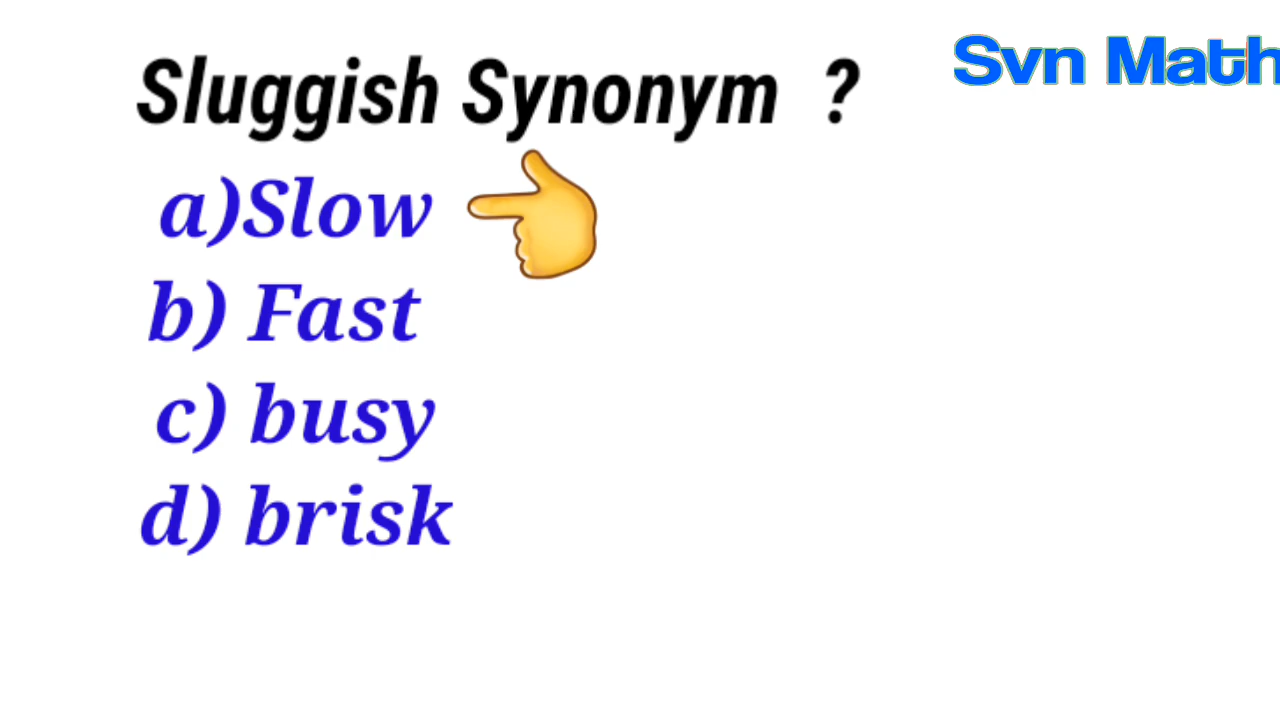 Svn Math
Sluggish Synonym ?
a)Slow
b) Fast
c) busy
d) brisk